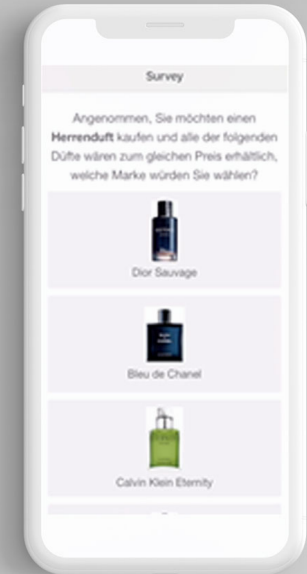 Survey
Angenommen, Sie möchten einen
Herrenduft kaufen und alle der folgenden
Düfte wären zum gleichen Preis erhältlich,
welche Marke würden Sie wählen?
Dior Sauvage
Bleu de Chanel
Calvin Klein Eternity